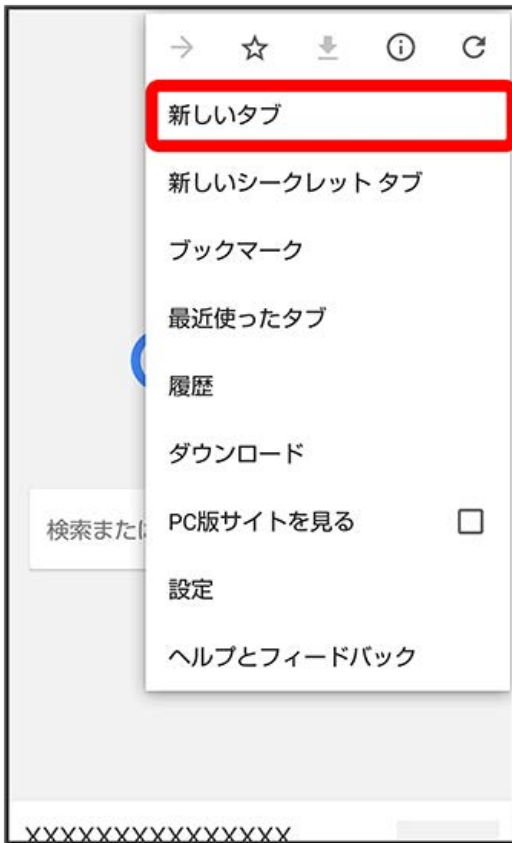 新しいタブ
新しいシークレット タブ
ブックマーク
最近使ったタブ
履歴
ダウンロード
検索または
PC版サイトを見る
設定
ヘルプとフィードバック
XXXXXXXXXXXXXXX